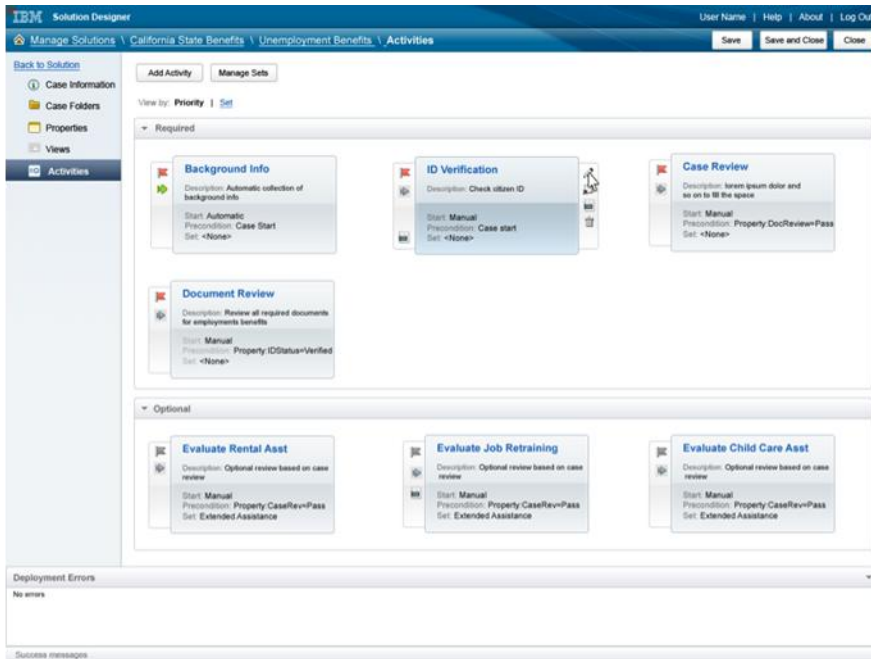 IBM Solution Designer
User Name | Help | About | Log Out
Manage Solutions \ California State Benefits \ Unemployment Benefits \ Activities
Save
Save and Close
Close
Back to Solution
Case Information
Case Folders
Properties
Views
Activities
Add Activity
Manage Sets
View by: Priority | Set
Required
Background Info
Description: Automatic collection of
background info
Start: Automatic
Precondition: Case Start
Set: <None>
ID Verification
Description: Check citizen ID
Start: Manual
Precondition: Case start
Set: <None>
Case Review
Description: lorem ipsum dolor and
so on to fill the space
Start: Manual
Precondition: Property:DocReview=Pass
Set: <None>
Document Review
Description: Review all required documents
for employments benefits
Start: Manual
Precondition: Property:IDStatus=Verified
Set: <None>
Optional
Evaluate Rental Asst
Description: Optional review based on case
review
Start: Manual
Precondition: Property:CaseRev=Pass
Set: Extended Assistance
Evaluate Job Retraining
Description: Optional review based on case
review
Start: Manual
Precondition: Property:CaseRev=Pass
Set: Extended Assistance
Evaluate Child Care Asst
Description: Optional review based on case
review
Start: Manual
Precondition: Property:CaseRev=Pass
Set: Extended Assistance
Deployment Errors
No errors
Success messages